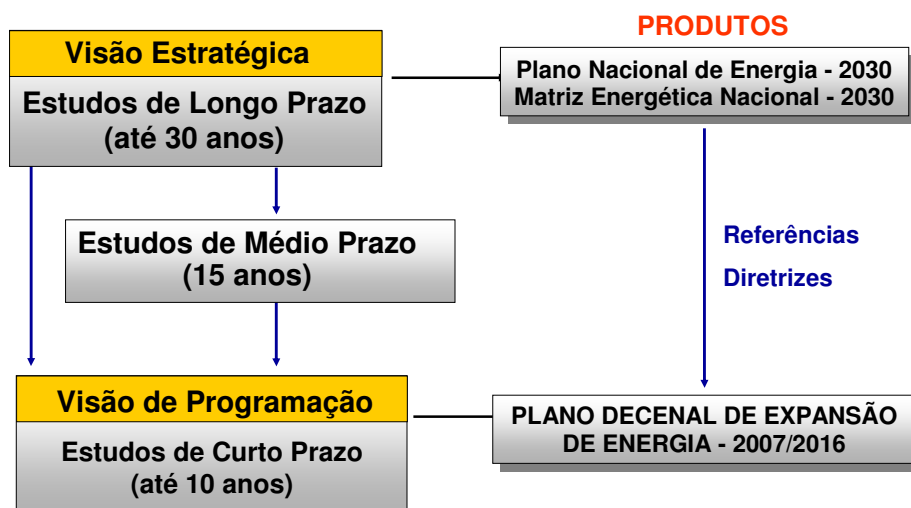 PRODUTOS
Visão Estratégica
Estudos de Longo Prazo
(até 30 anos)
Plano Nacional de Energia - 2030
Matriz Energética Nacional - 2030
Estudos de Médio Prazo
(15 anos)
Referências
Diretrizes
Visão de Programação
Estudos de Curto Prazo
(até 10 anos)
PLANO DECENAL DE EXPANSÃO
DE ENERGIA - 2007/2016